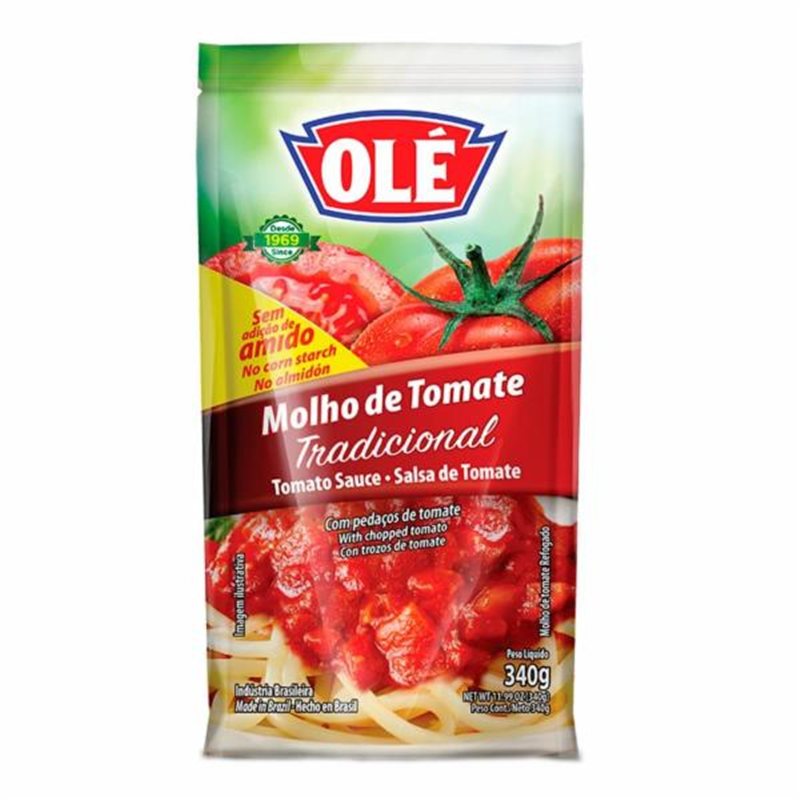 OLÉ
Desde
1969
Since
Sem
adição de
amido
No corn starch
No almidón
Molho de Tomate
Tradicional
Tomato Sauce • Salsa de Tomate
Com pedaços de tomate
With chopped tomato
Con trozos de tomate
Imagem ilustrativa
Molho de Tomate Refogado
Peso Líquido
340g
NET WT 11.99 OZ (340g)
Peso Cont.. Neto 340g
Indústria Brasileira
Made in Brazil - Hecho en Brasil